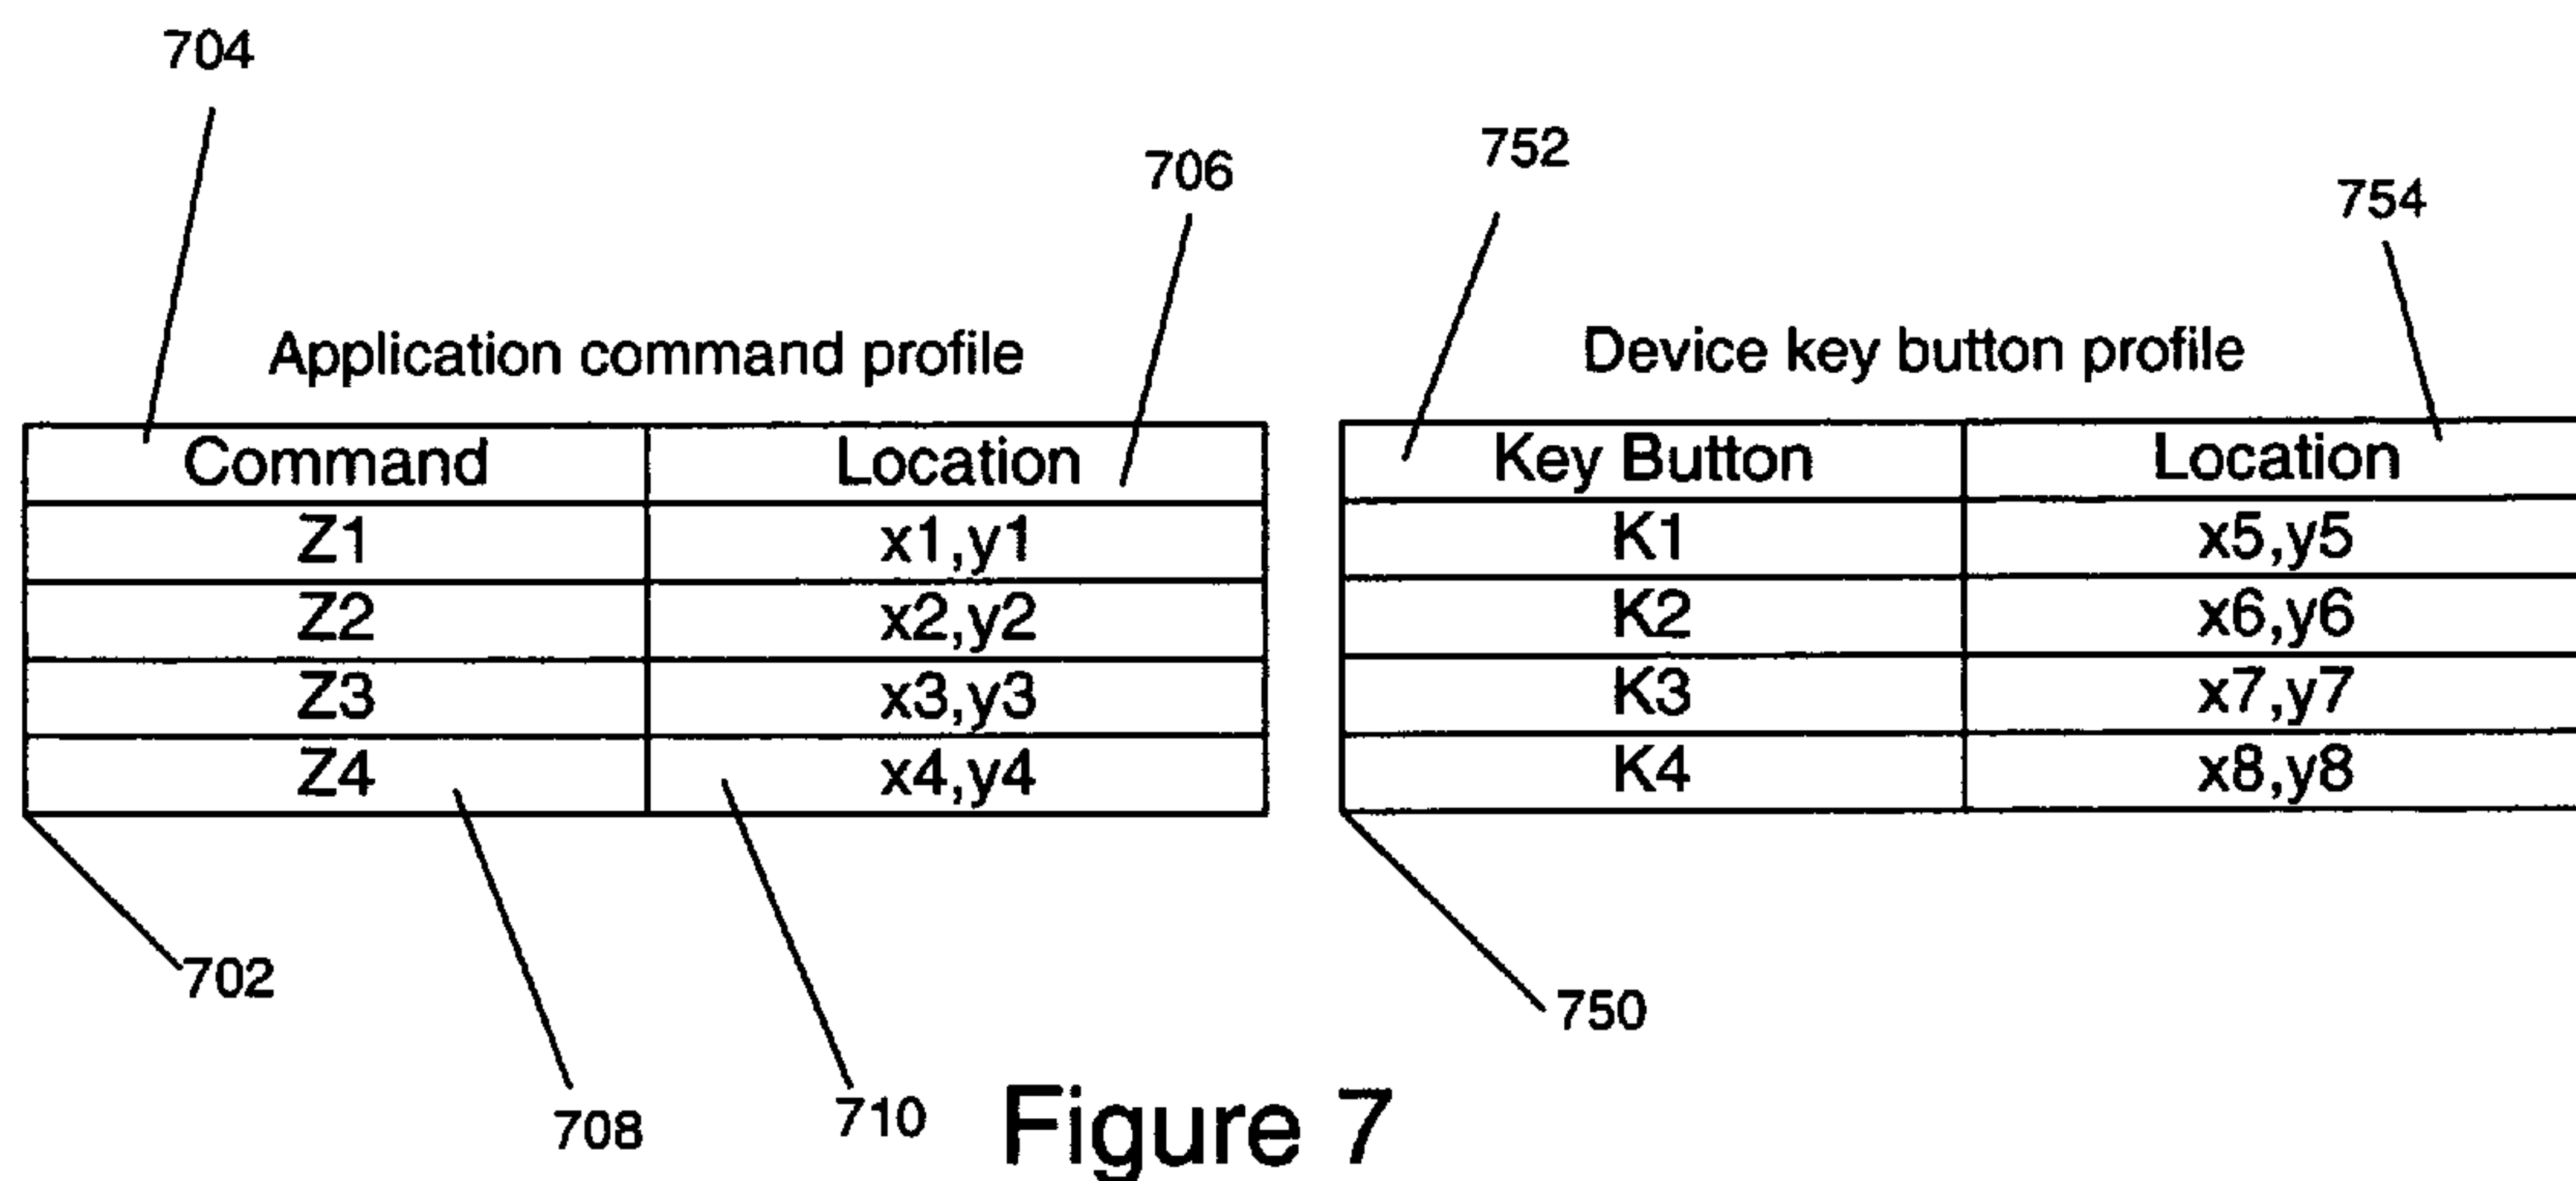 704
706
752
754
Application command profile
Device key button profile
Command Location
Key Button Location
Z1 x1,y1
K1 x5,y5
Z2 x2,y2
K2 x6,y6
Z3 x3,y3
K3 x7,y7
Z4 x4,y4
K4 x8,y8
702
750
708
710
Figure 7